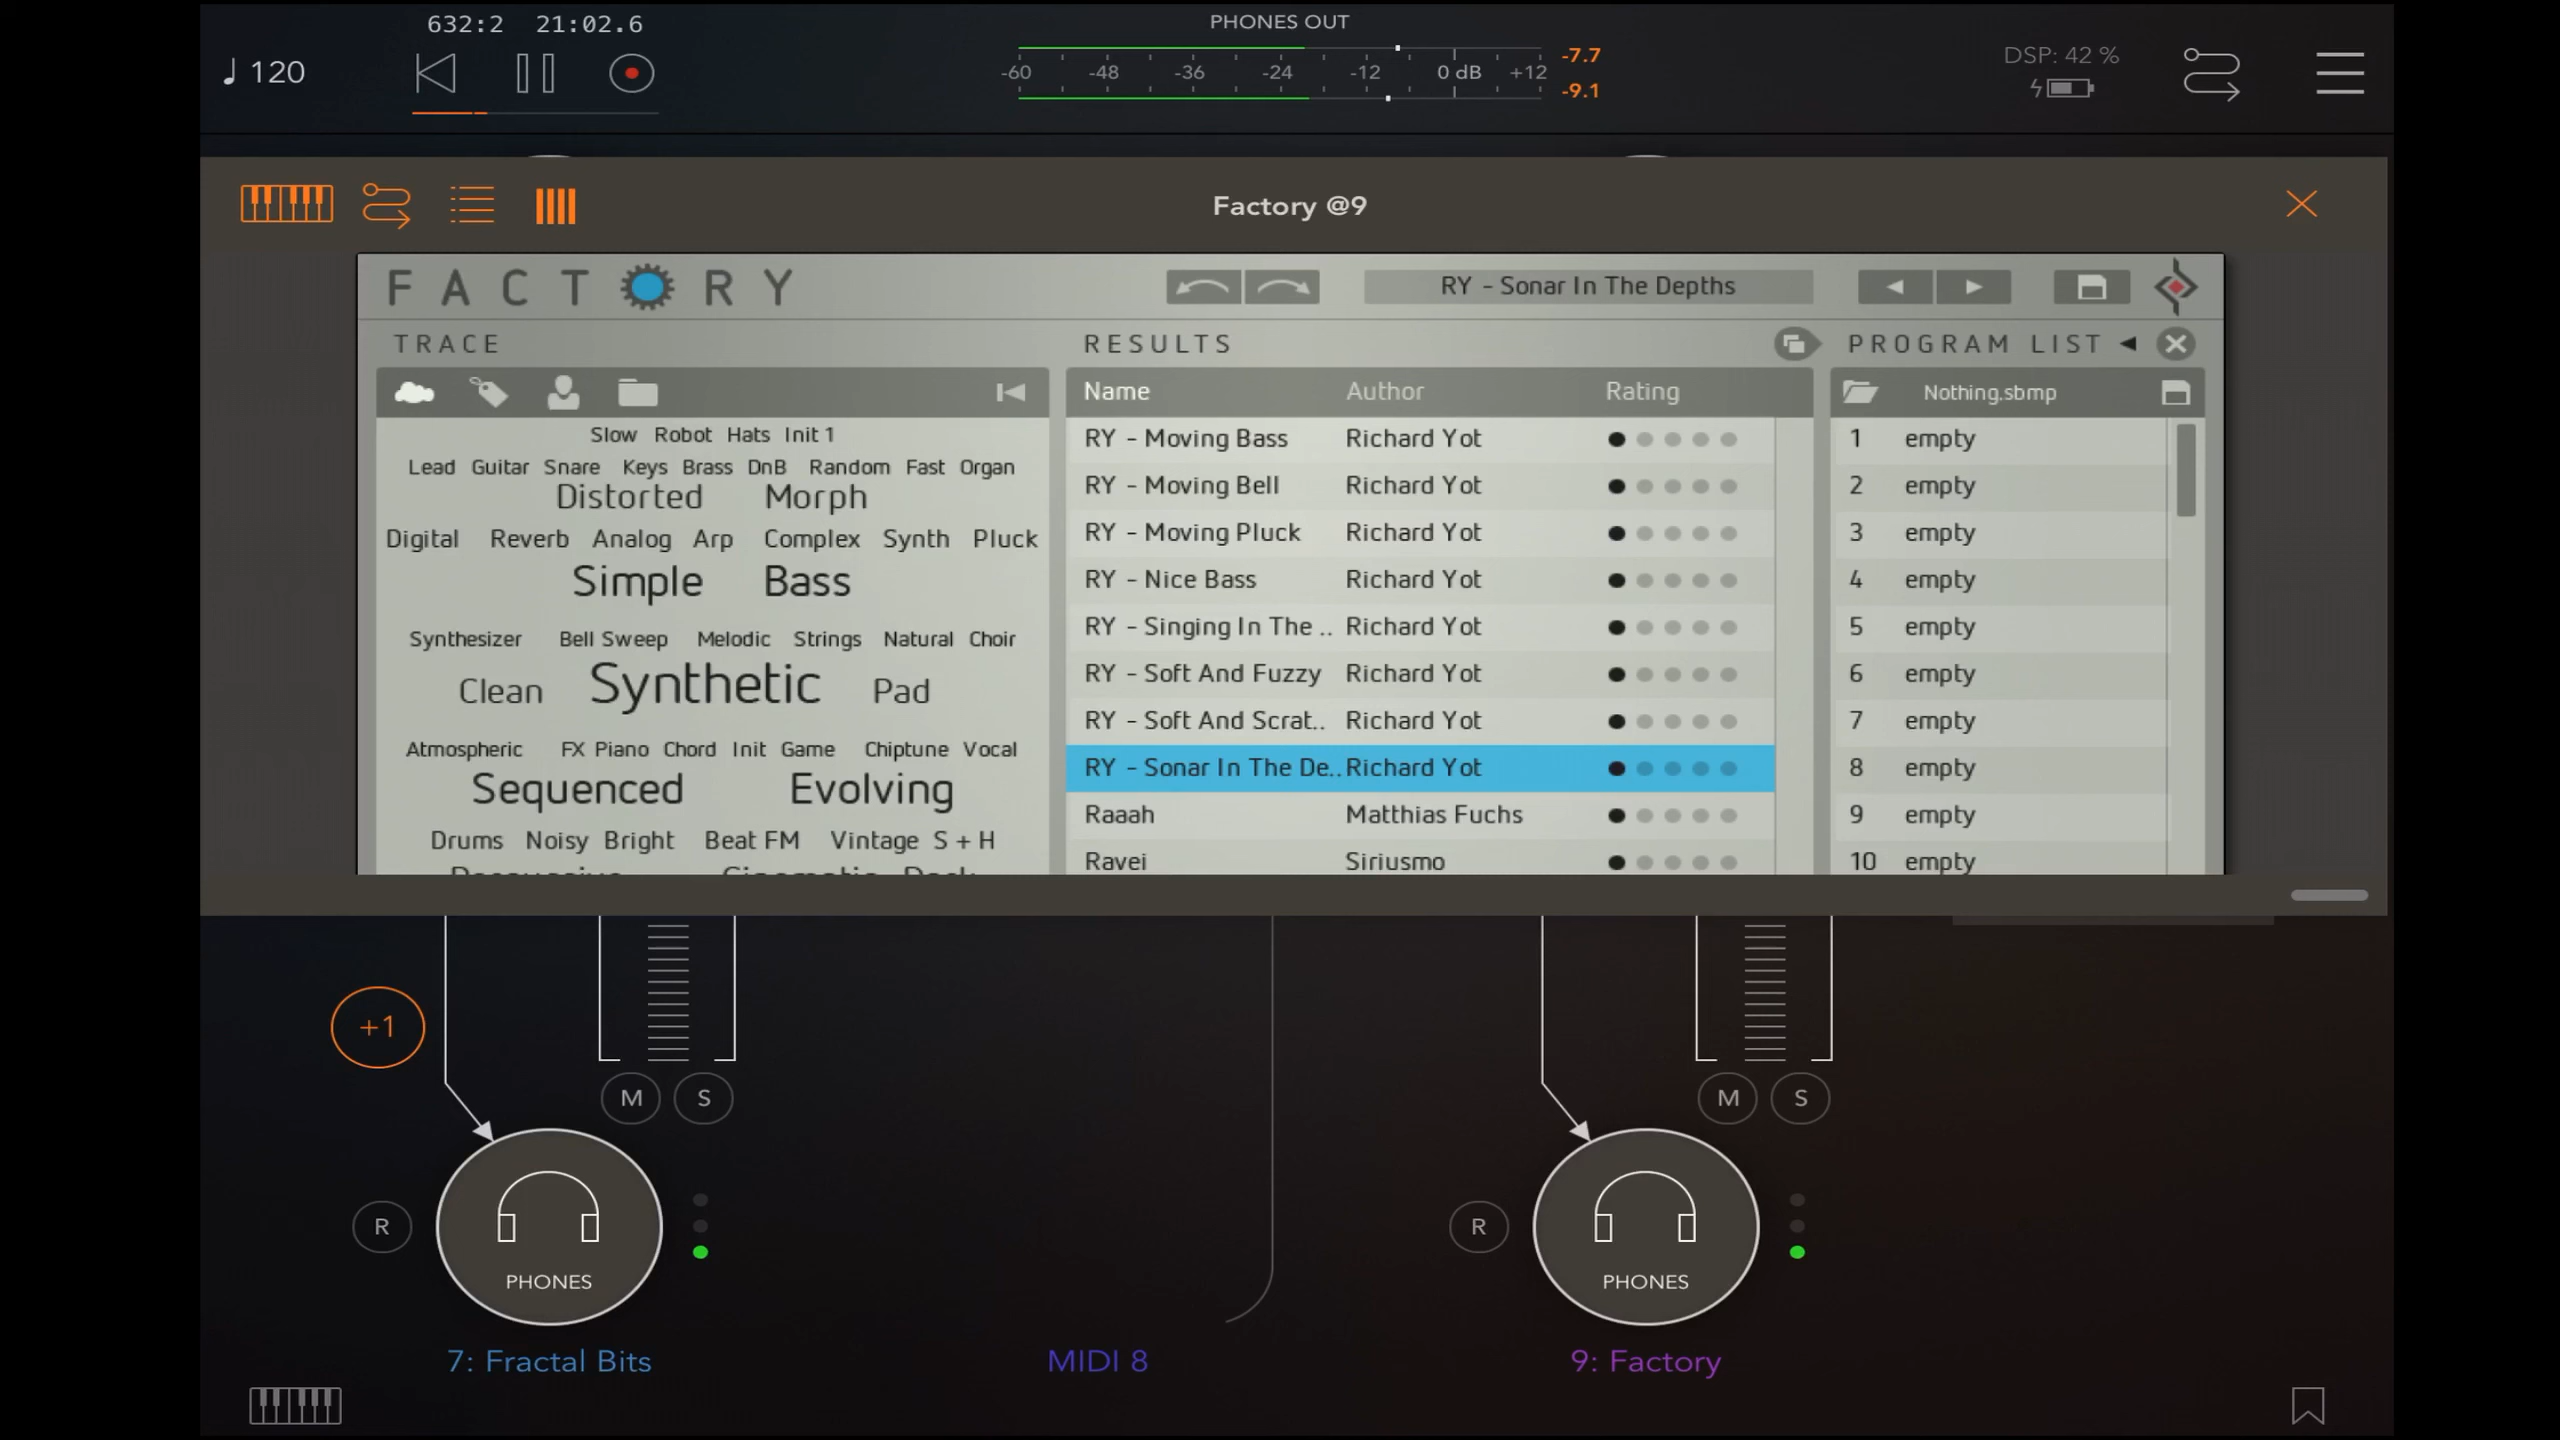 632:2 21:02.6
PHONES OUT
♩ 120
-60 -48 -36 -24 -12 0 dB +12
-7.7
-9.1
DSP: 42 %
Factory @9
FACTORY
RY - Sonar In The Depths
TRACE
Slow Robot Hats Init 1
Lead Guitar Snare Keys Brass DnB Random Fast Organ
Distorted Morph
Digital Reverb Analog Arp Complex Synth Pluck
Simple Bass
Synthesizer Bell Sweep Melodic Strings Natural Choir
Clean Synthetic Pad
Atmospheric FX Piano Chord Init Game Chiptune Vocal
Sequenced Evolving
Drums Noisy Bright Beat FM Vintage S + H
RESULTS
Name Author Rating
RY - Moving Bass Richard Yot
RY - Moving Bell Richard Yot
RY - Moving Pluck Richard Yot
RY - Nice Bass Richard Yot
RY - Singing In The .. Richard Yot
RY - Soft And Fuzzy Richard Yot
RY - Soft And Scrat.. Richard Yot
RY - Sonar In The De.. Richard Yot
Raaah Matthias Fuchs
Ravei Siriusmo
PROGRAM LIST
Nothing.sbmp
1 empty
2 empty
3 empty
4 empty
5 empty
6 empty
7 empty
8 empty
9 empty
10 empty
+1
M S
M S
R
PHONES
R
PHONES
7: Fractal Bits
MIDI 8
9: Factory